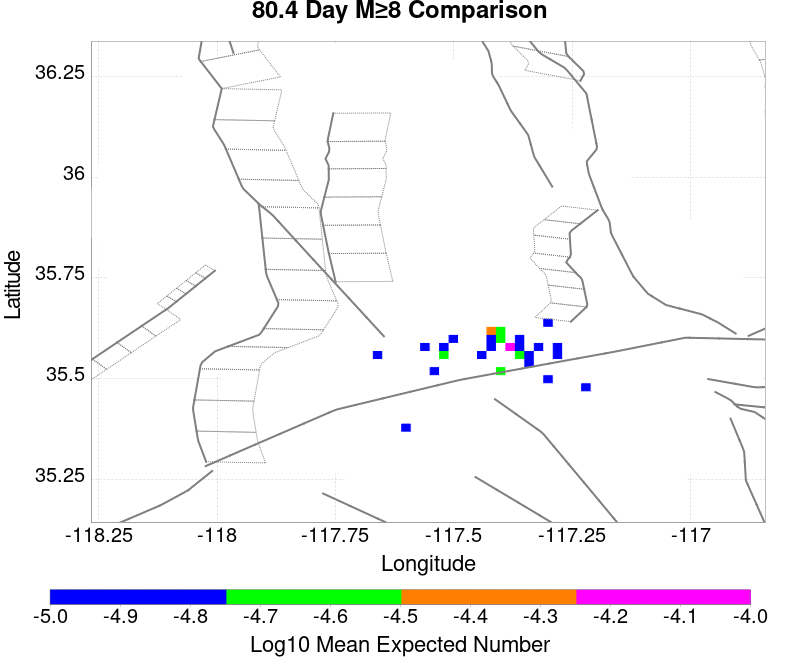 80.4 Day M≥8 Comparison
36.25
36
35.75
35.5
35.25
Latitude
-118.25 -118 -117.75 -117.5 -117.25 -117
Longitude
-5.0 -4.9 -4.8 -4.7 -4.6 -4.5 -4.4 -4.3 -4.2 -4.1 -4.0
Log10 Mean Expected Number